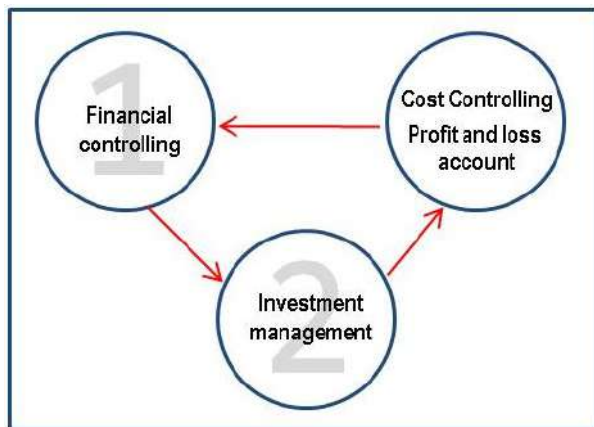 1
Financial
controlling
Cost Controlling
Profit and loss
account
2
Investment
management